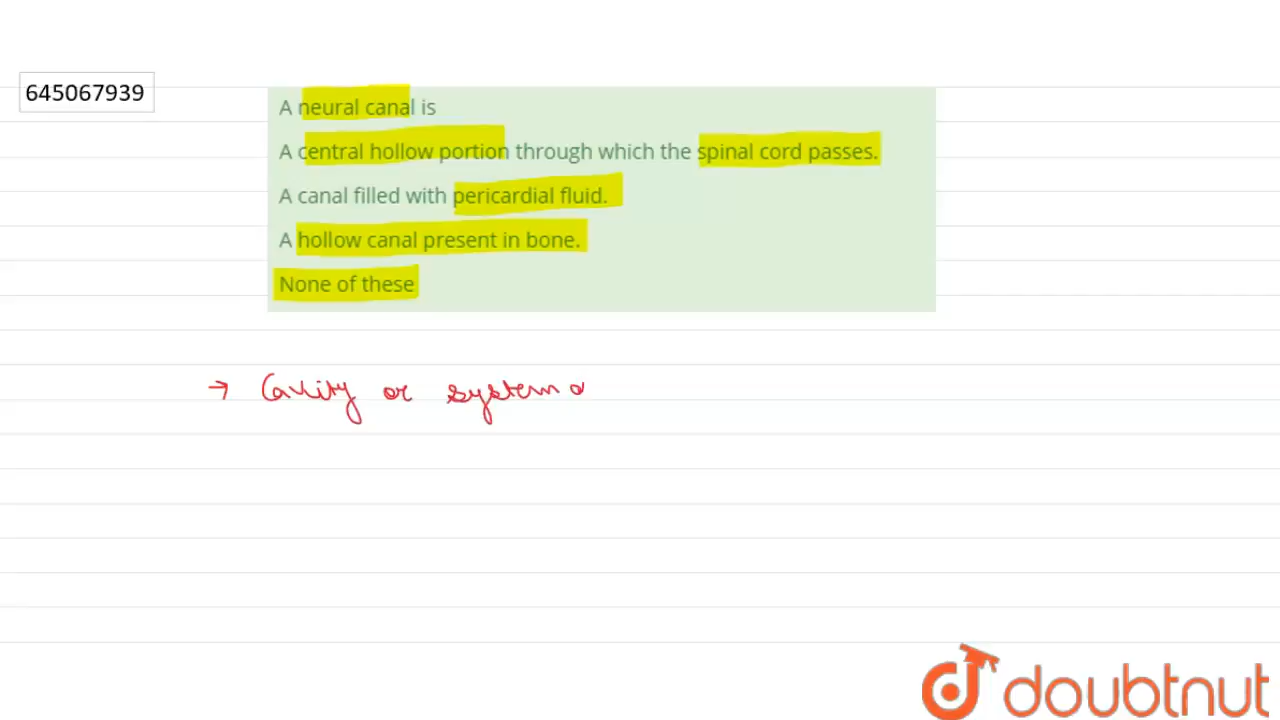 645067939
A neural canal is
A central hollow portion through which the spinal cord passes.
A canal filled with pericardial fluid.
A hollow canal present in bone.
None of these
→ Cavity or system o
doubtnut